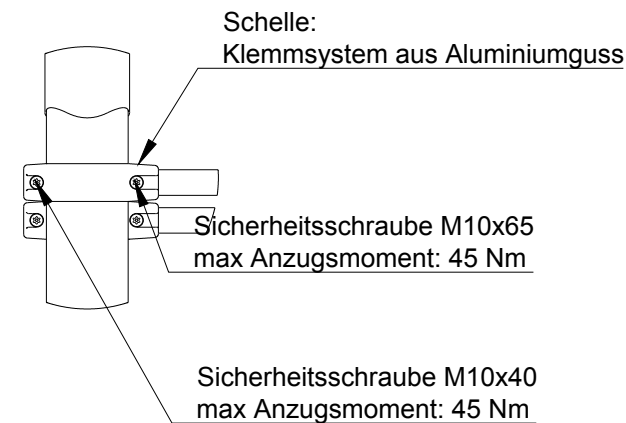 Schelle:
Klemmsystem aus Aluminiumguss
Sicherheitsschraube M10x65
max Anzugsmoment: 45 Nm
Sicherheitsschraube M10x40
max Anzugsmoment: 45 Nm